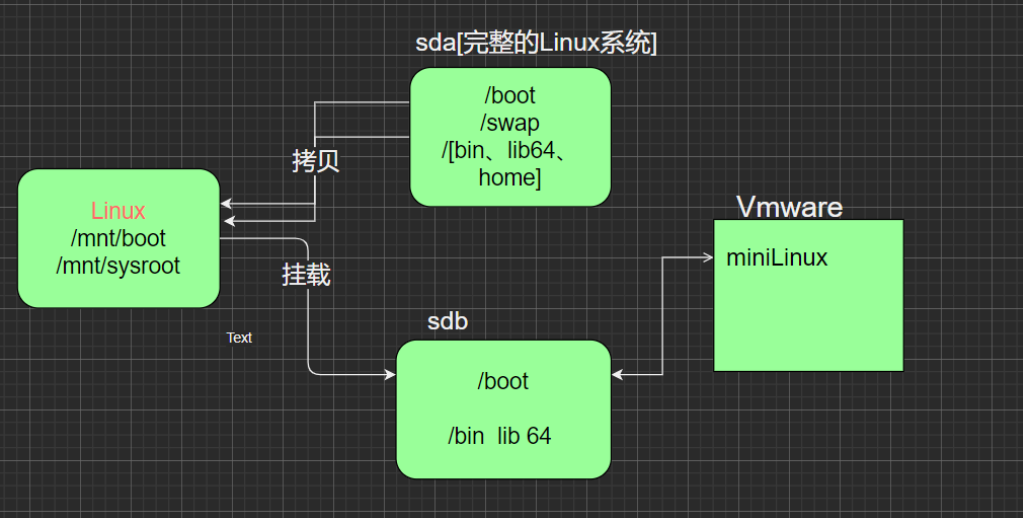 sda[完整的Linux系统]
/boot
/swap
/[bin、lib64、
home]
拷贝
Linux
/mnt/boot
/mnt/sysroot
挂载
Text
Vmware
miniLinux
sdb
/boot
/bin lib 64